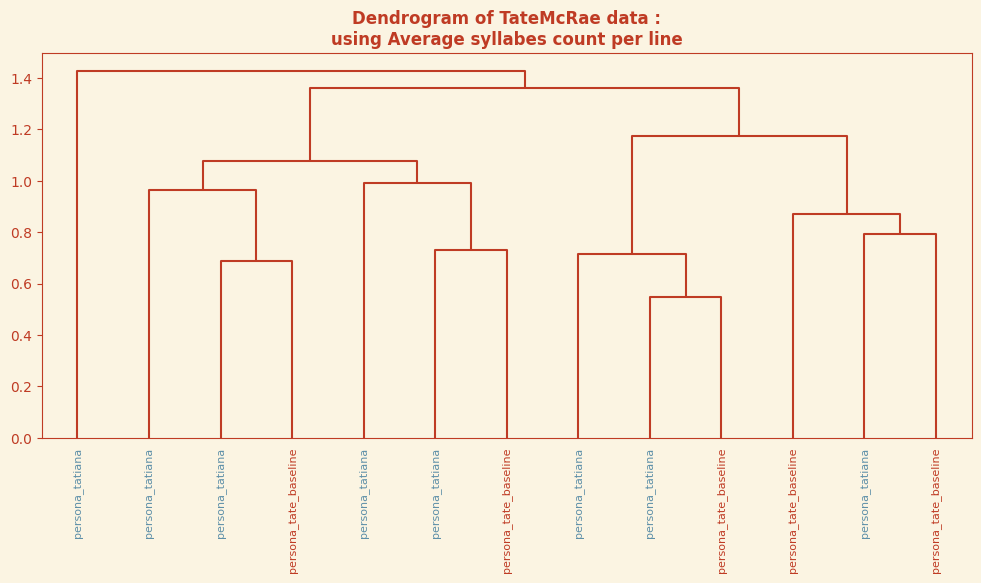 Dendrogram of TateMcRae data :
using Average syllabes count per line
1.4
1.2
1.0
0.8
0.6
0.4
0.2
0.0
persona_tatiana
persona_tatiana
persona_tatiana
persona_tate_baseline
persona_tatiana
persona_tatiana
persona_tate_baseline
persona_tatiana
persona_tatiana
persona_tate_baseline
persona_tate_baseline
persona_tatiana
persona_tate_baseline